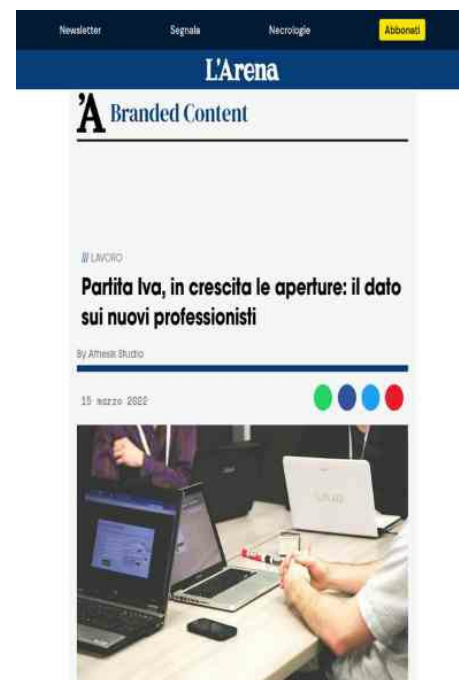 Newsletter Segnala Necrologie Abbonati
L'Arena
'A Branded Content
/// LAVORO
Partita Iva, in crescita le aperture: il dato
sui nuovi professionisti
By Athesis Studio
15 marzo 2022
VAIO